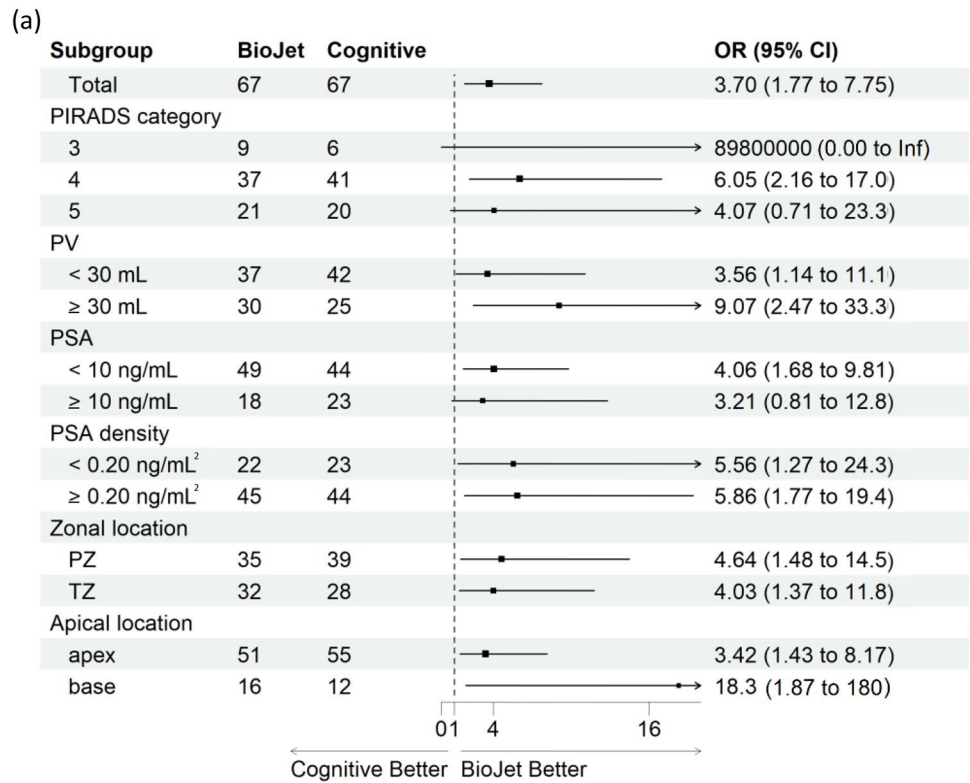 (a)
Subgroup BioJet Cognitive OR (95% CI)
Total 67 67 3.70 (1.77 to 7.75)
PIRADS category
3 9 6 89800000 (0.00 to Inf)
4 37 41 6.05 (2.16 to 17.0)
5 21 20 4.07 (0.71 to 23.3)
PV
< 30 mL 37 42 3.56 (1.14 to 11.1)
≥ 30 mL 30 25 9.07 (2.47 to 33.3)
PSA
< 10 ng/mL 49 44 4.06 (1.68 to 9.81)
≥ 10 ng/mL 18 23 3.21 (0.81 to 12.8)
PSA density
< 0.20 ng/mL² 22 23 5.56 (1.27 to 24.3)
≥ 0.20 ng/mL² 45 44 5.86 (1.77 to 19.4)
Zonal location
PZ 35 39 4.64 (1.48 to 14.5)
TZ 32 28 4.03 (1.37 to 11.8)
Apical location
apex 51 55 3.42 (1.43 to 8.17)
base 16 12 18.3 (1.87 to 180)
0 1 4 16
Cognitive Better BioJet Better